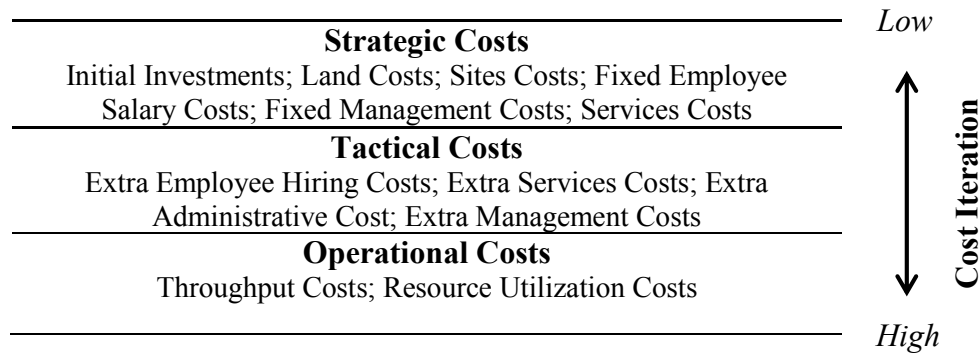 Low
Strategic Costs
Initial Investments; Land Costs; Sites Costs; Fixed Employee
Salary Costs; Fixed Management Costs; Services Costs
Tactical Costs
Extra Employee Hiring Costs; Extra Services Costs; Extra
Administrative Cost; Extra Management Costs
Operational Costs
Throughput Costs; Resource Utilization Costs
Cost Iteration
High